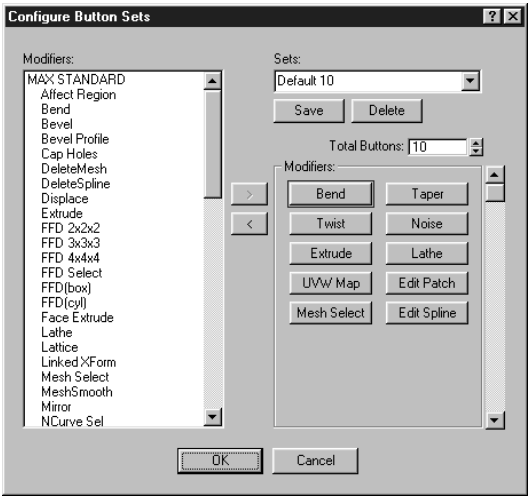 Configure Button Sets
Modifiers:
MAX STANDARD
Affect Region
Bend
Bevel
Bevel Profile
Cap Holes
DeleteMesh
DeleteSpline
Displace
Extrude
FFD 2x2x2
FFD 3x3x3
FFD 4x4x4
FFD Select
FFD(box)
FFD(cyl)
Face Extrude
Lathe
Lattice
Linked XForm
Mesh Select
MeshSmooth
Mirror
NCurve Sel
>
<
Sets:
Default 10
Save Delete
Total Buttons: 10
Modifiers:
Bend Taper
Twist Noise
Extrude Lathe
UVW Map Edit Patch
Mesh Select Edit Spline
OK Cancel